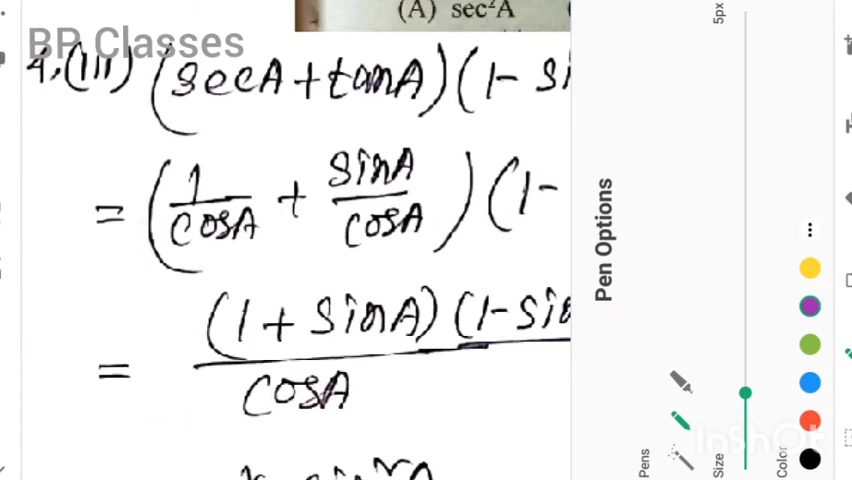 (A) sec²A
BP Classes
4.(iii) (secA + tanA)(1 - si
= (1/cosA + sinA/cosA)(1 -
= (1 + sinA)(1 - sin
cosA
Pen Options
5px
Pens
Size
Color
InShOt